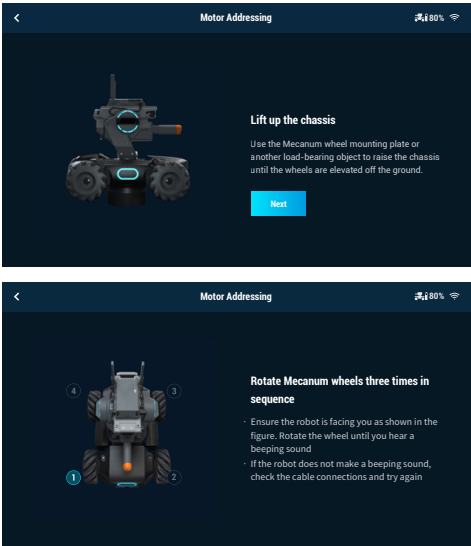 Motor Addressing
80%
Lift up the chassis
Use the Mecanum wheel mounting plate or
another load-bearing object to raise the chassis
until the wheels are elevated off the ground.
Next
Motor Addressing
80%
4
3
1
2
Rotate Mecanum wheels three times in
sequence
· Ensure the robot is facing you as shown in the
figure. Rotate the wheel until you hear a
beeping sound
· If the robot does not make a beeping sound,
check the cable connections and try again